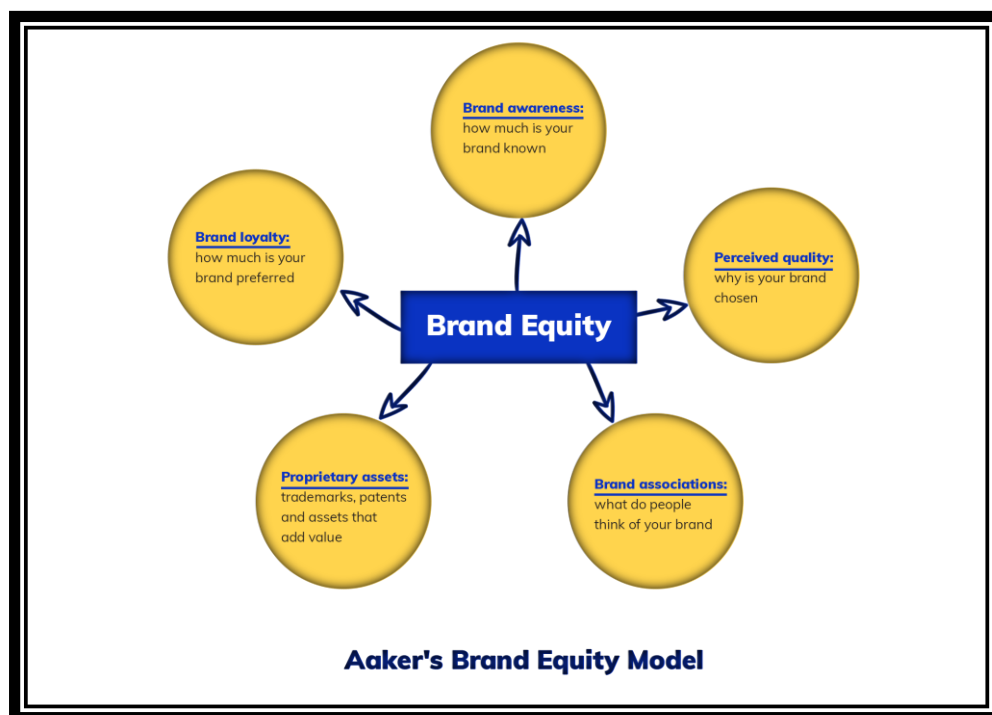 Brand awareness:
how much is your
brand known
Brand loyalty:
how much is your
brand preferred
Perceived quality:
why is your brand
chosen
Brand Equity
Proprietary assets:
trademarks, patents
and assets that
add value
Brand associations:
what do people
think of your brand
Aaker's Brand Equity Model